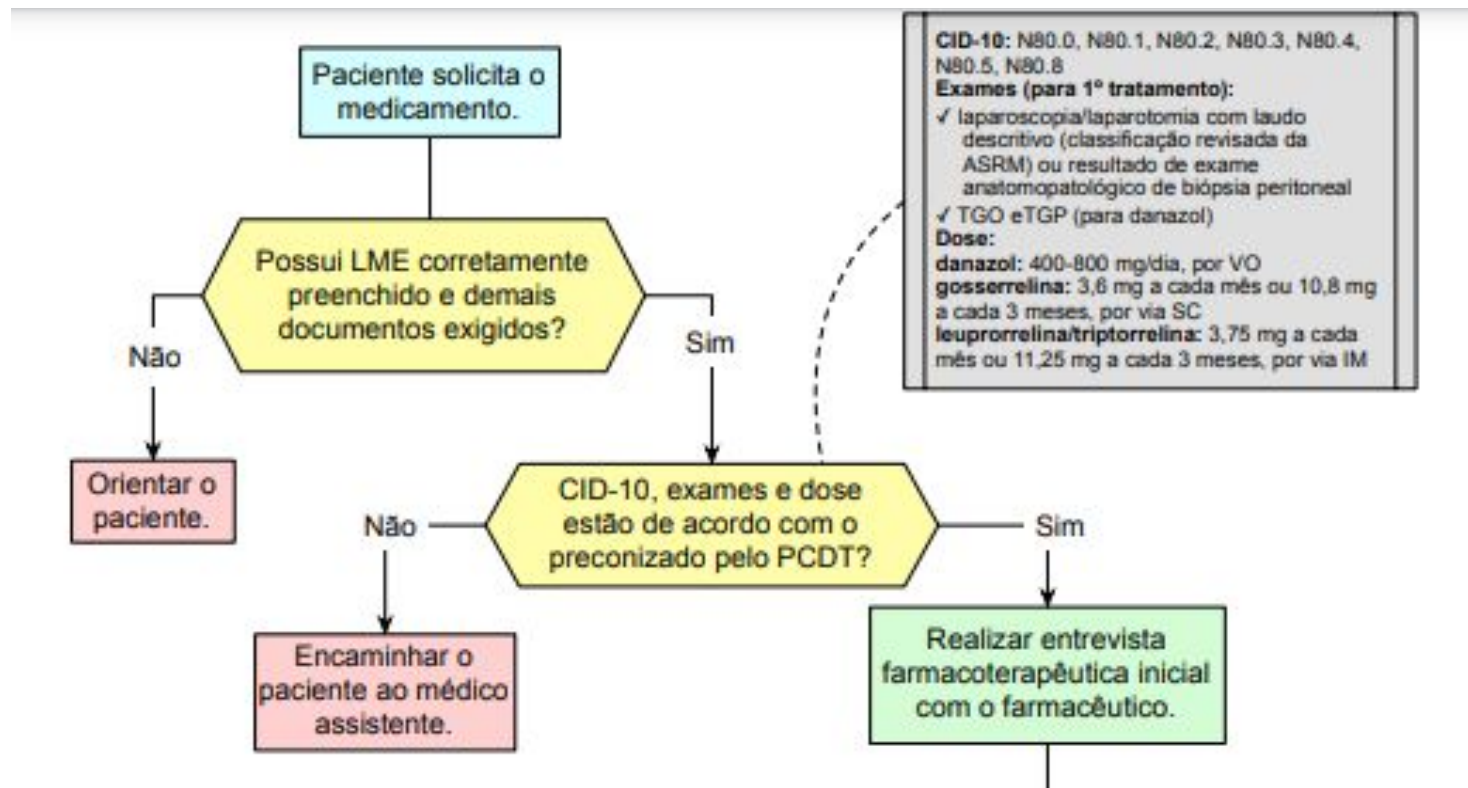 Paciente solicita o
medicamento.
CID-10: N80.0, N80.1, N80.2, N80.3, N80.4,
N80.5, N80.8
Exames (para 1º tratamento):
✓ laparoscopia/laparotomia com laudo
descritivo (classificação revisada da
ASRM) ou resultado de exame
anatomopatológico de biópsia peritoneal
✓ TGO eTGP (para danazol)
Dose:
danazol: 400-800 mg/dia, por VO
gosserrelina: 3,6 mg a cada mês ou 10,8 mg
a cada 3 meses, por via SC
leuprorrelina/triptorrelina: 3,75 mg a cada
mês ou 11,25 mg a cada 3 meses, por via IM
Possui LME corretamente
preenchido e demais
documentos exigidos?
Não
Sim
Orientar o
paciente.
CID-10, exames e dose
estão de acordo com o
preconizado pelo PCDT?
Não
Sim
Encaminhar o
paciente ao médico
assistente.
Realizar entrevista
farmacoterapêutica inicial
com o farmacêutico.